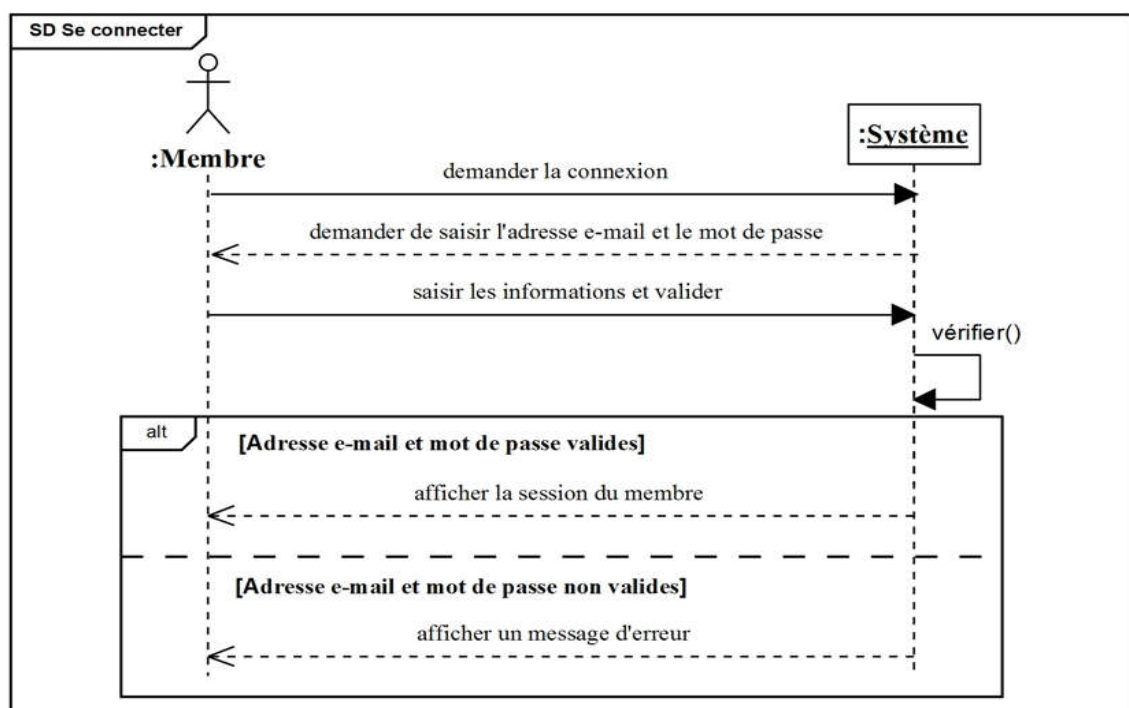 SD Se connecter
:Membre
:Système
demander la connexion
demander de saisir l'adresse e-mail et le mot de passe
saisir les informations et valider
vérifier()
alt
[Adresse e-mail et mot de passe valides]
afficher la session du membre
[Adresse e-mail et mot de passe non valides]
afficher un message d'erreur